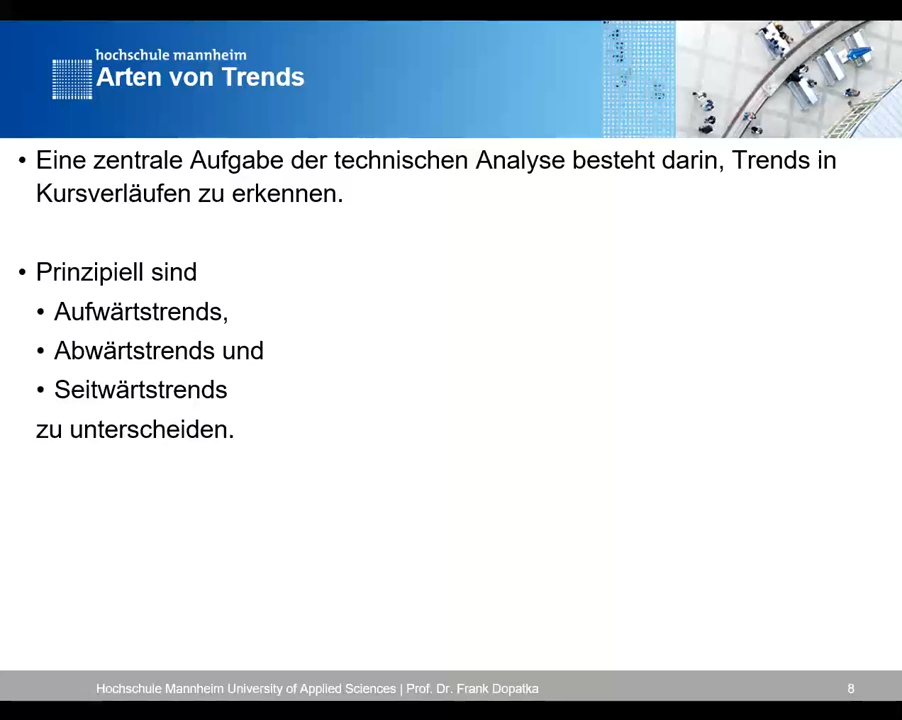 hochschule mannheim
Arten von Trends
• Eine zentrale Aufgabe der technischen Analyse besteht darin, Trends in
Kursverläufen zu erkennen.
• Prinzipiell sind
• Aufwärtstrends,
• Abwärtstrends und
• Seitwärtstrends
zu unterscheiden.
Hochschule Mannheim University of Applied Sciences | Prof. Dr. Frank Dopatka
8